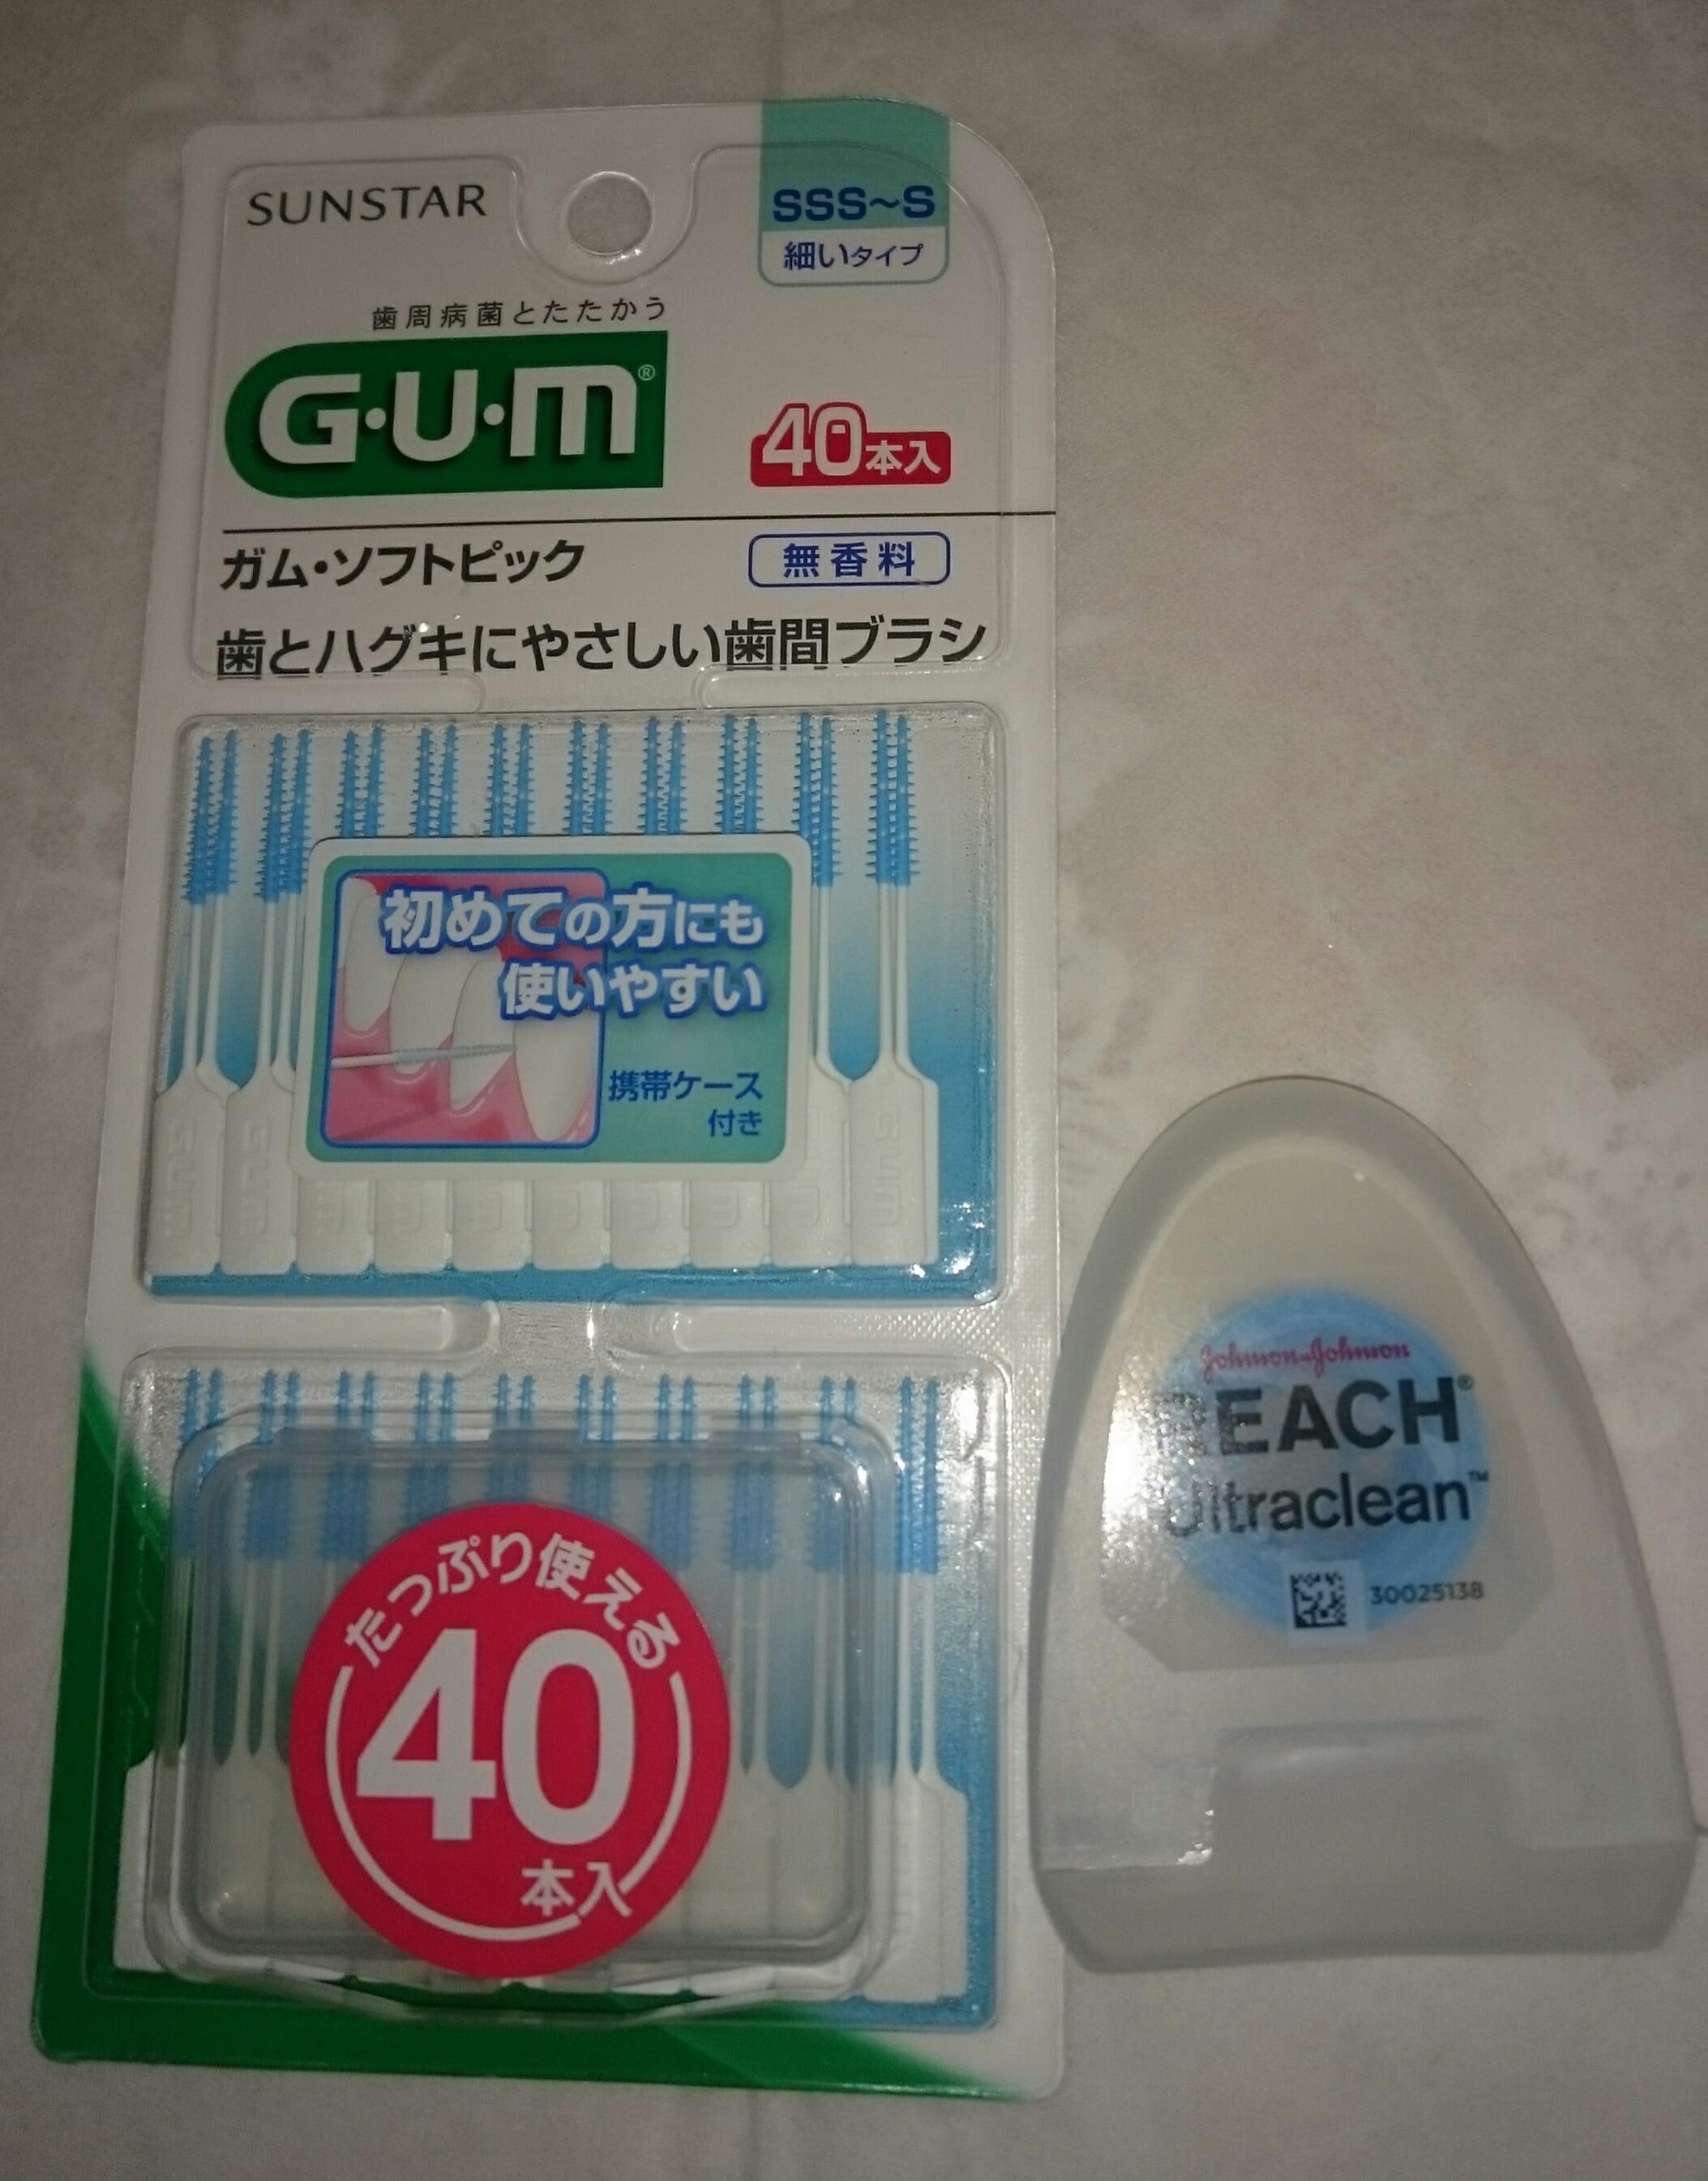 SUNSTAR
SSS~S
細いタイプ
歯周病菌とたたかう
G・U・m®
40本入
ガム・ソフトピック
無香料
歯とハグキにやさしい歯間ブラシ
初めての方にも
使いやすい
携帯ケース
付き
たっぷり使える
40
本入
Johnson & Johnson
REACH®
Ultraclean™
30025138